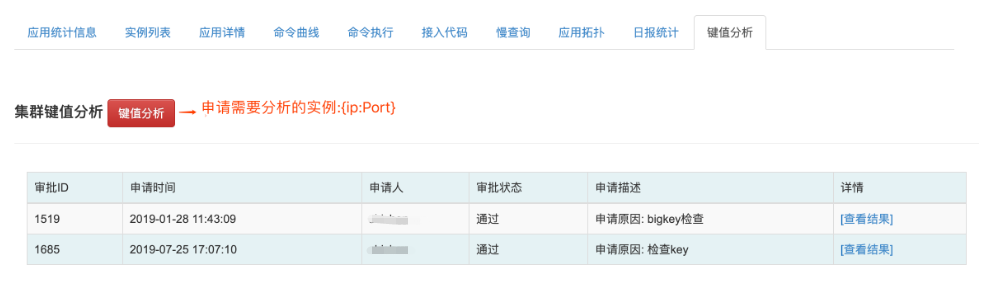 应用统计信息 实例列表 应用详情 命令曲线 命令执行 接入代码 慢查询 应用拓扑 日报统计 键值分析
集群键值分析 键值分析 → 申请需要分析的实例:{ip:Port}
审批ID 申请时间 申请人 审批状态 申请描述 详情
1519 2019-01-28 11:43:09 通过 申请原因: bigkey检查 [查看结果]
1685 2019-07-25 17:07:10 通过 申请原因: 检查key [查看结果]